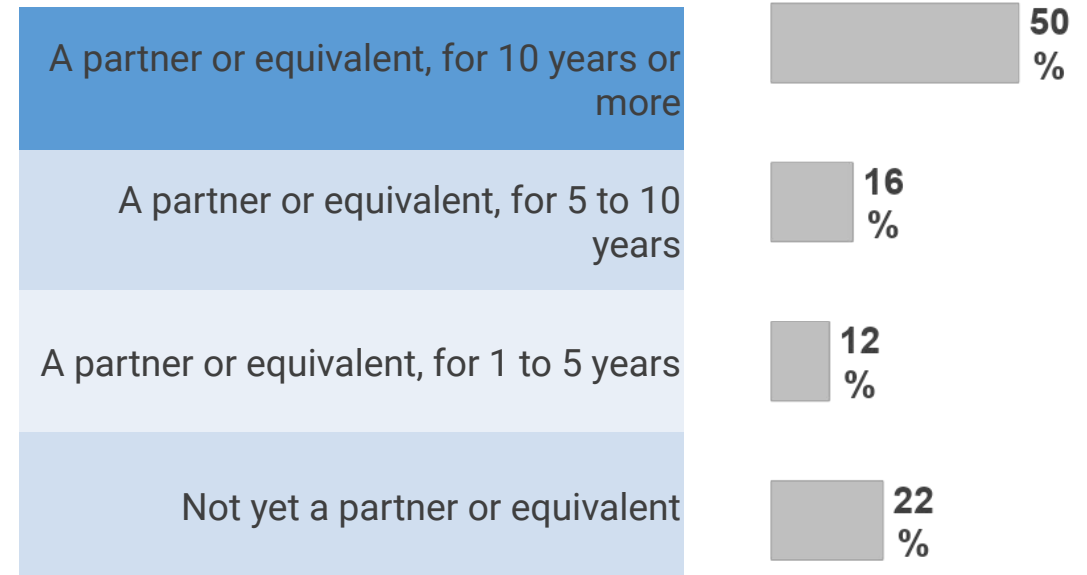 A partner or equivalent, for 10 years or
more
50
%
A partner or equivalent, for 5 to 10
years
16
%
A partner or equivalent, for 1 to 5 years
12
%
Not yet a partner or equivalent
22
%